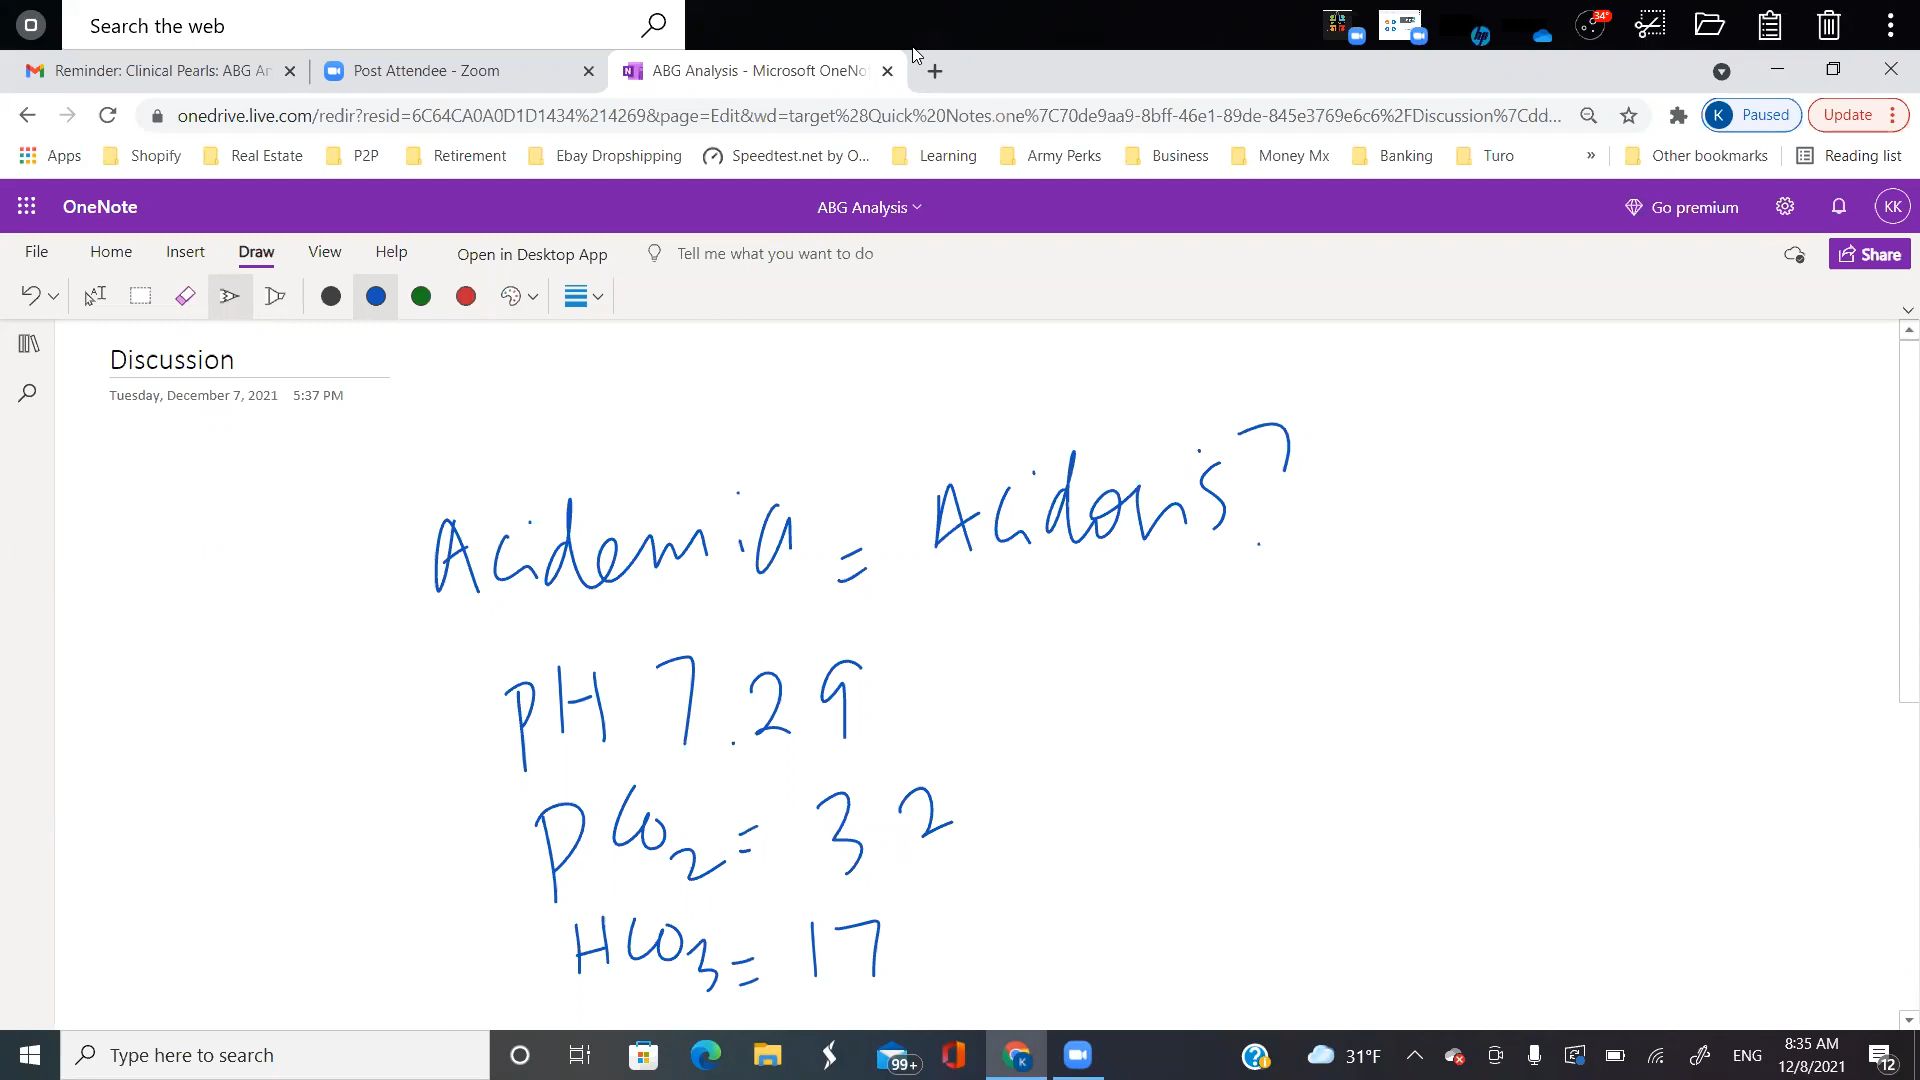 Search the web
34°
Reminder: Clinical Pearls: ABG An
Post Attendee - Zoom
ABG Analysis - Microsoft OneNo
onedrive.live.com/redir?resid=6C64CA0A0D1D1434%214269&page=Edit&wd=target%28Quick%20Notes.one%7C70de9aa9-8bff-46e1-89de-845e3769e6c6%2FDiscussion%7Cdd...
K Paused
Update
Apps Shopify Real Estate P2P Retirement Ebay Dropshipping Speedtest.net by O... Learning Army Perks Business Money Mx Banking Turo » Other bookmarks Reading list
OneNote
ABG Analysis
Go premium
KK
File Home Insert Draw View Help Open in Desktop App Tell me what you want to do
Share
Discussion
Tuesday, December 7, 2021 5:37 PM
Acidemia = Acidosis?
pH 7.29
PCO2 = 32
HCO3 = 17
Type here to search
99+
31°F
ENG
8:35 AM
12/8/2021
12